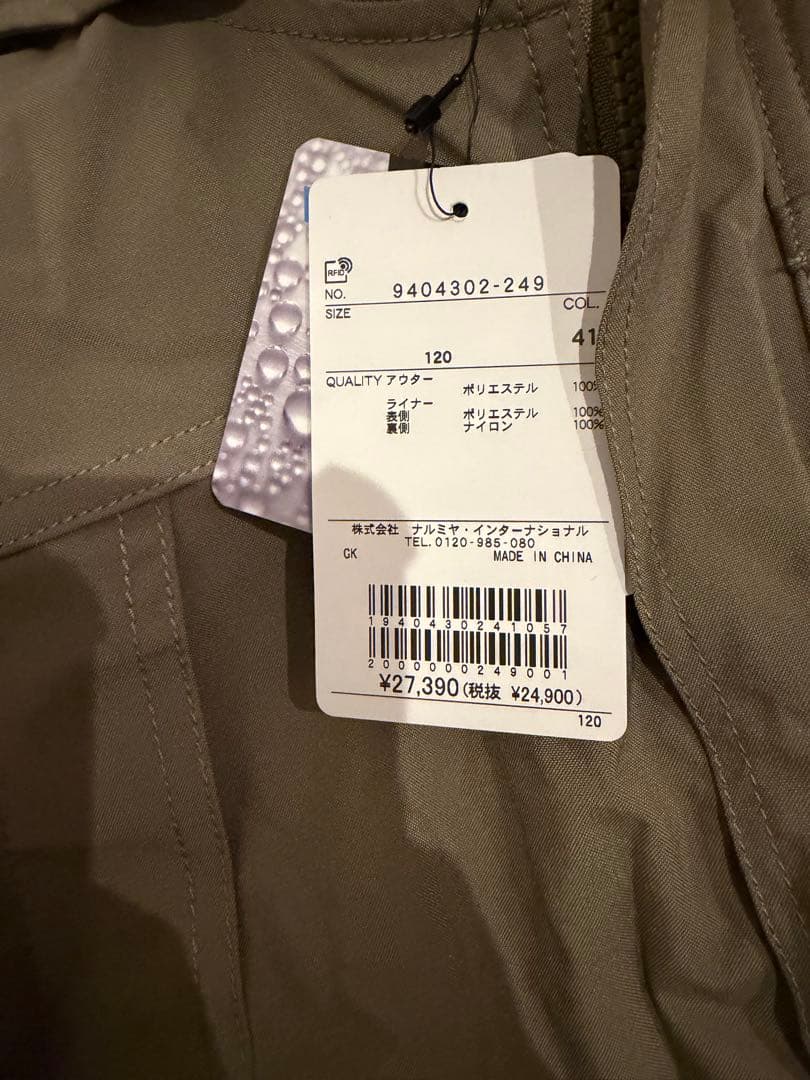 RFID
NO. 9404302-249
SIZE COL.
120 41
QUALITY アウター ポリエステル 100%
ライナー
表側 ポリエステル 100%
裏側 ナイロン 100%
株式会社 ナルミヤ・インターナショナル
TEL.0120-985-080
GK MADE IN CHINA
1940430241057
2000000249001
¥27,390(税抜 ¥24,900)
120